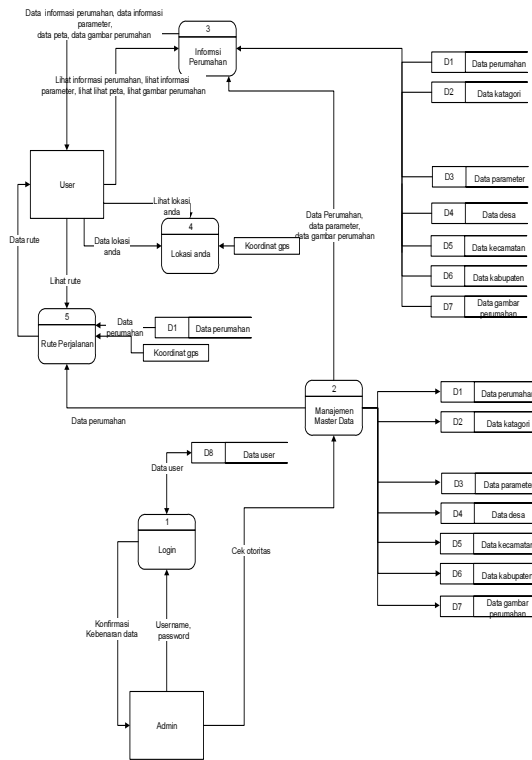 Data informasi perumahan, data informasi
parameter,
data peta, data gambar perumahan
3
Informsi
Perumahan
Lihat informasi perumahan, lihat informasi
parameter, lihat lihat peta, lihat gambar perumahan
D1 Data perumahan
D2 Data katagori
D3 Data parameter
D4 Data desa
D5 Data kecamatan
D6 Data kabupaten
D7 Data gambar
perumahan
User
Lihat lokasi
anda
4
Lokasi anda
Data lokasi
anda
Koordinat gps
Data rute
Lihat rute
Data Perumahan,
data parameter,
data gambar perumahan
5
Rute Perjalanan
Data
perumahan
D1 Data perumahan
Koordinat gps
Data perumahan
2
Manajemen
Master Data
D1 Data perumahan
D2 Data katagori
D3 Data parameter
D4 Data desa
D5 Data kecamatan
D6 Data kabupaten
D7 Data gambar
perumahan
D8 Data user
Data user
1
Login
Cek otoritas
Konfirmasi
Kebenaran data
Username,
password
Admin